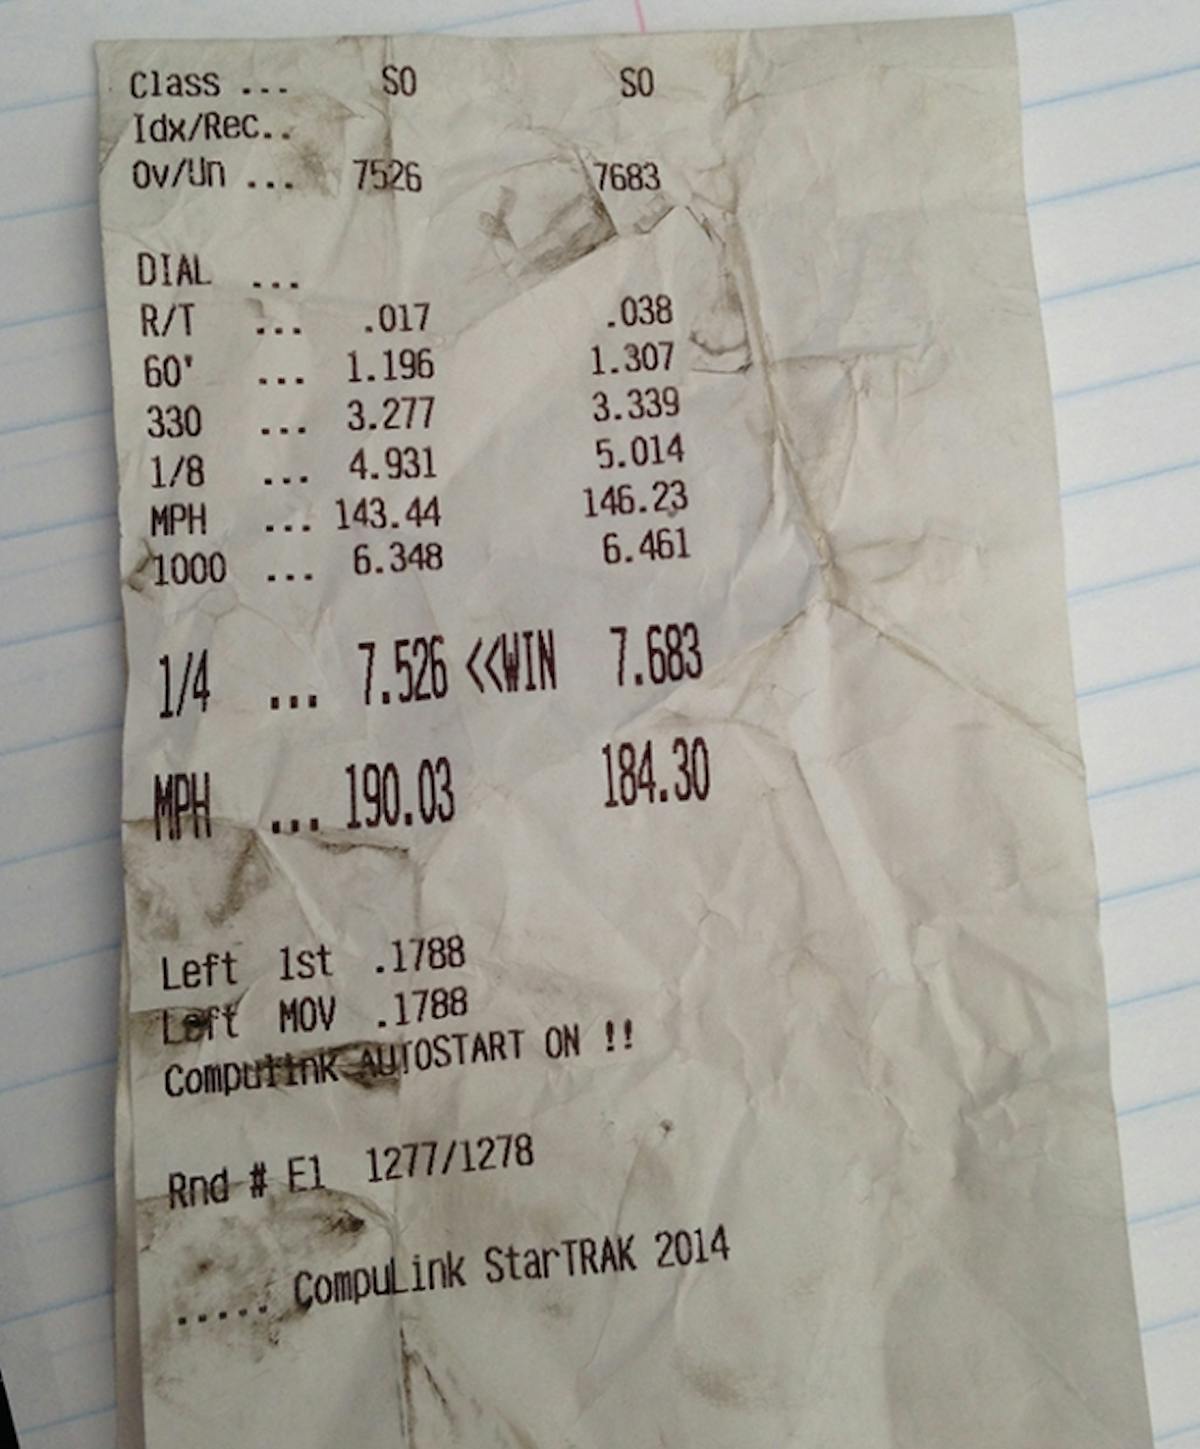 Class ... SO SO
Idx/Rec..
Ov/Un ... 7526 7683
DIAL ...
R/T ... .017 .038
60' ... 1.196 1.307
330 ... 3.277 3.339
1/8 ... 4.931 5.014
MPH ... 143.44 146.23
1000 ... 6.348 6.461
1/4 ... 7.526 <<WIN 7.683
MPH ... 190.03 184.30
Left 1st .1788
Left MOV .1788
Compulink AUTOSTART ON !!
Rnd # E1 1277/1278
..... CompuLink StarTRAK 2014